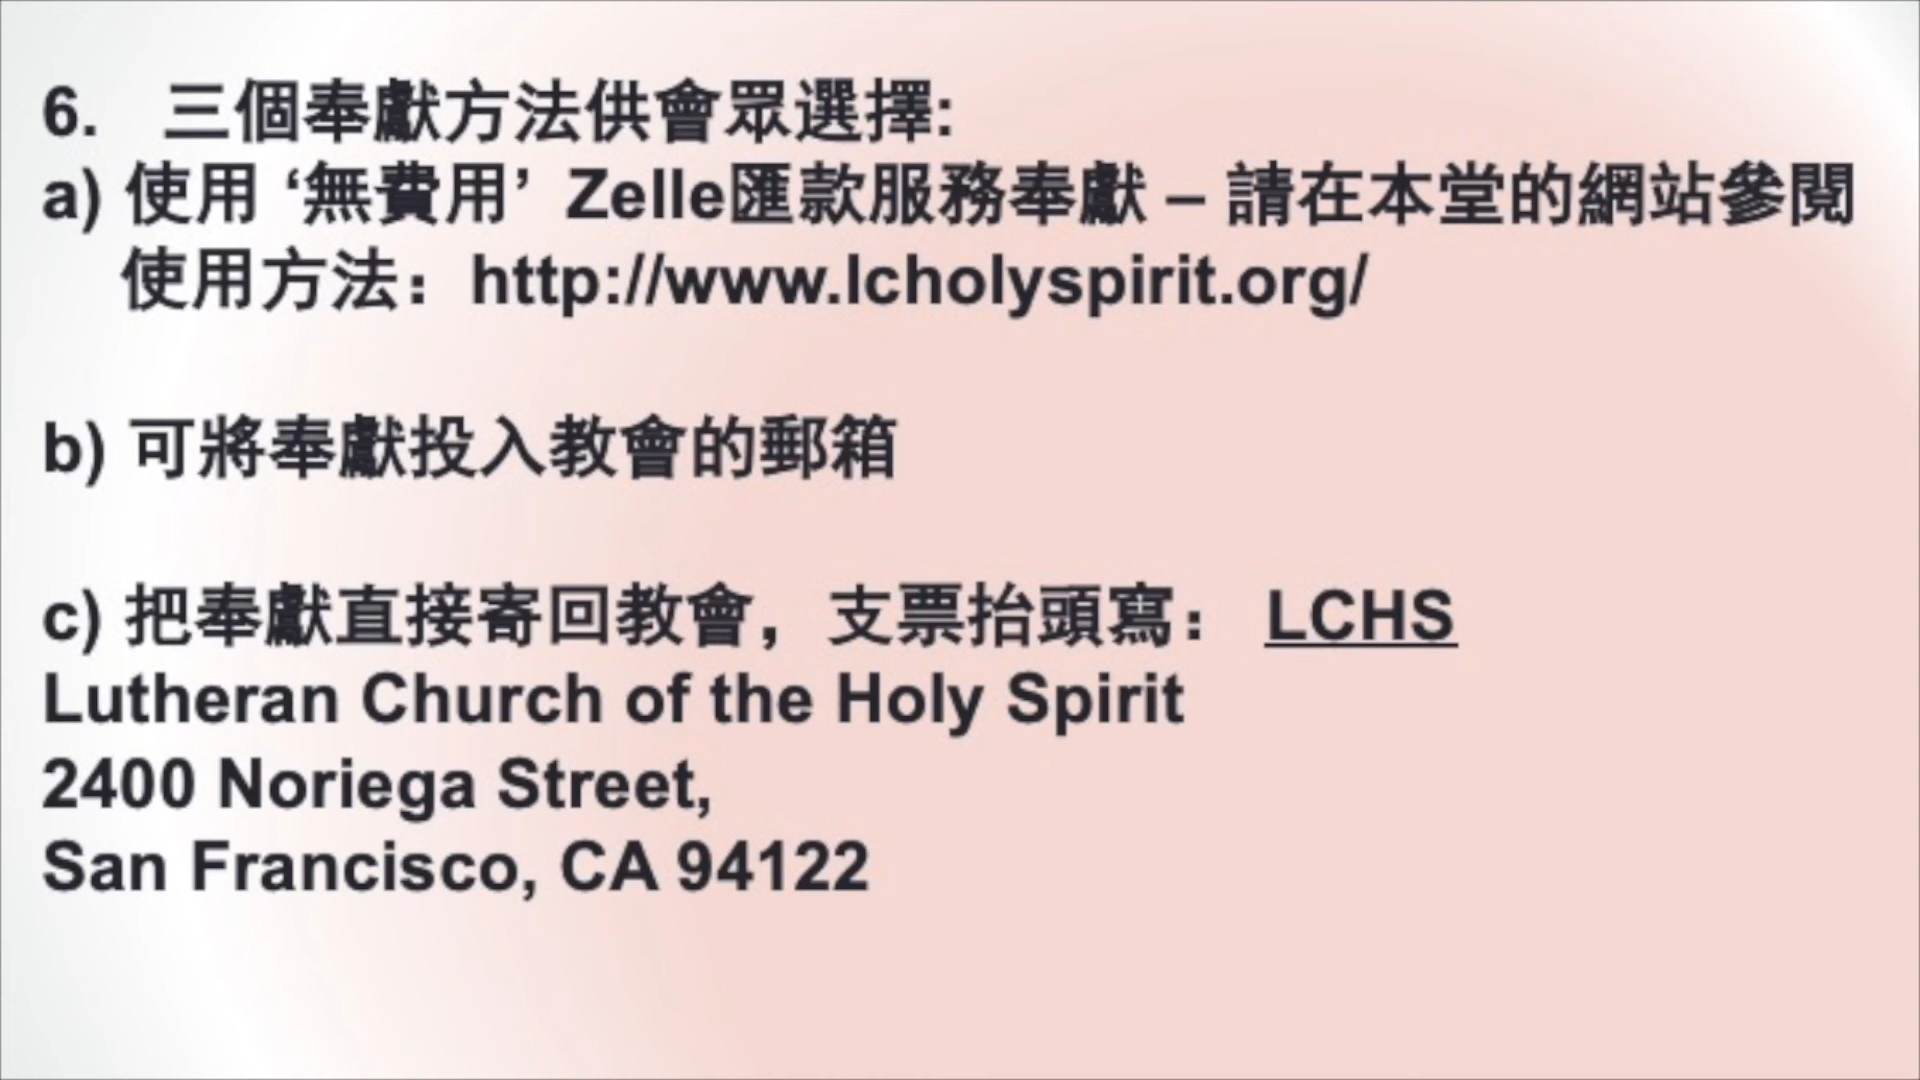 6. 三個奉獻方法供會眾選擇:
a) 使用 ‘無費用’ Zelle匯款服務奉獻 – 請在本堂的網站參閱
使用方法：http://www.lcholyspirit.org/
b) 可將奉獻投入教會的郵箱
c) 把奉獻直接寄回教會，支票抬頭寫： LCHS
Lutheran Church of the Holy Spirit
2400 Noriega Street,
San Francisco, CA 94122